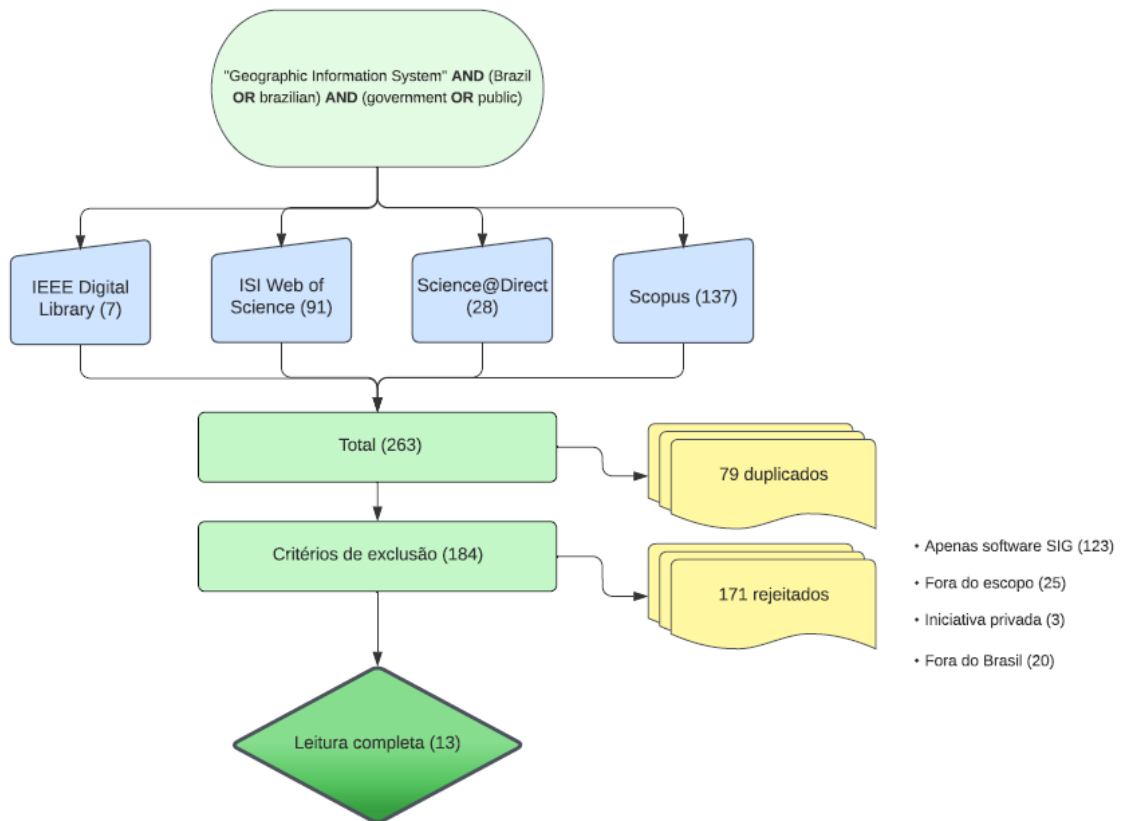 "Geographic Information System" AND (Brazil
OR brazilian) AND (government OR public)
IEEE Digital
Library (7)
ISI Web of
Science (91)
Science@Direct
(28)
Scopus (137)
Total (263)
79 duplicados
Critérios de exclusão (184)
171 rejeitados
• Apenas software SIG (123)
• Fora do escopo (25)
• Iniciativa privada (3)
• Fora do Brasil (20)
Leitura completa (13)